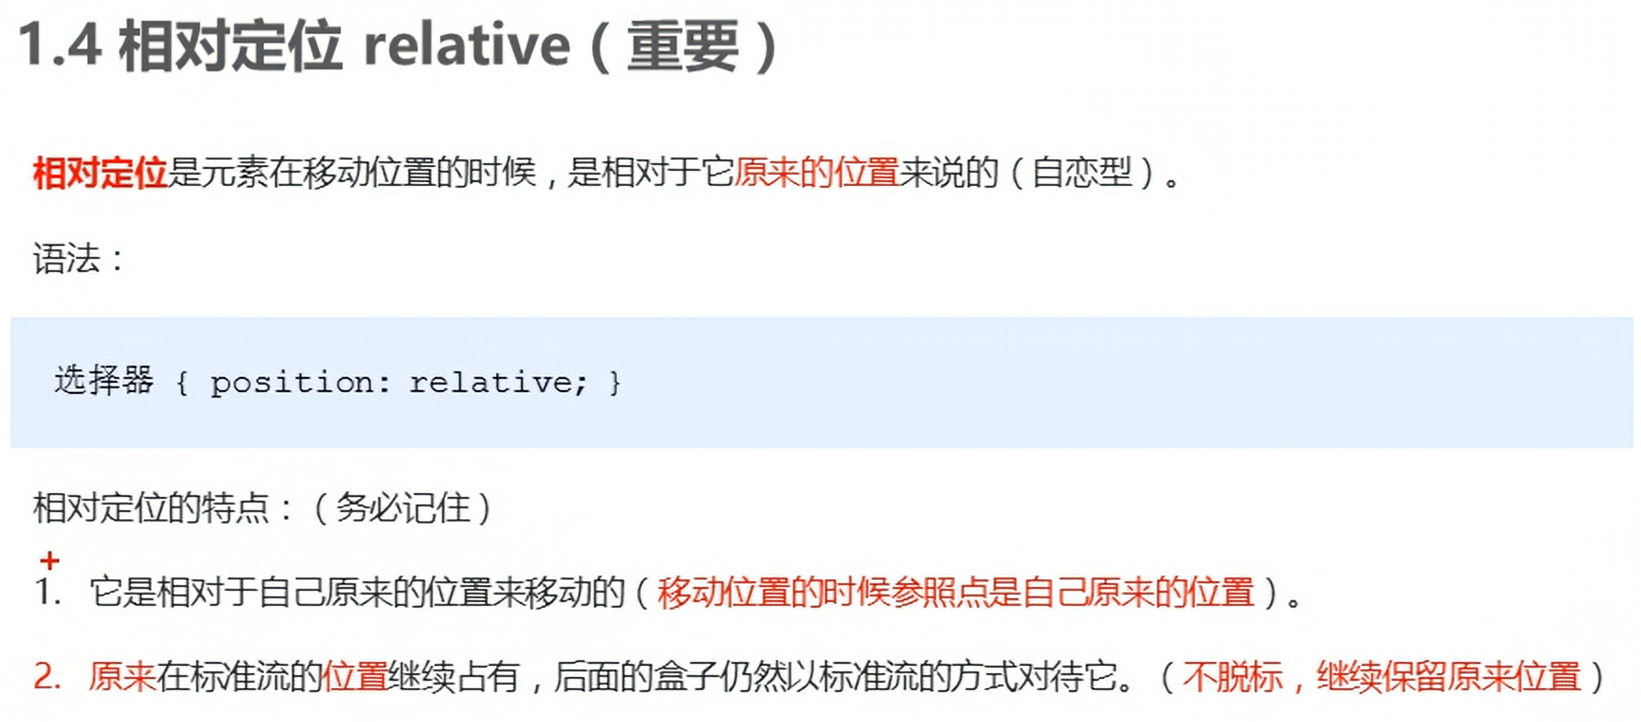 1.4 相对定位 relative（重要）
相对定位是元素在移动位置的时候，是相对于它原来的位置来说的（自恋型）。
语法：
选择器 { position: relative; }
相对定位的特点：（务必记住）
1. 它是相对于自己原来的位置来移动的（移动位置的时候参照点是自己原来的位置）。
2. 原来在标准流的位置继续占有，后面的盒子仍然以标准流的方式对待它。（不脱标，继续保留原来位置）